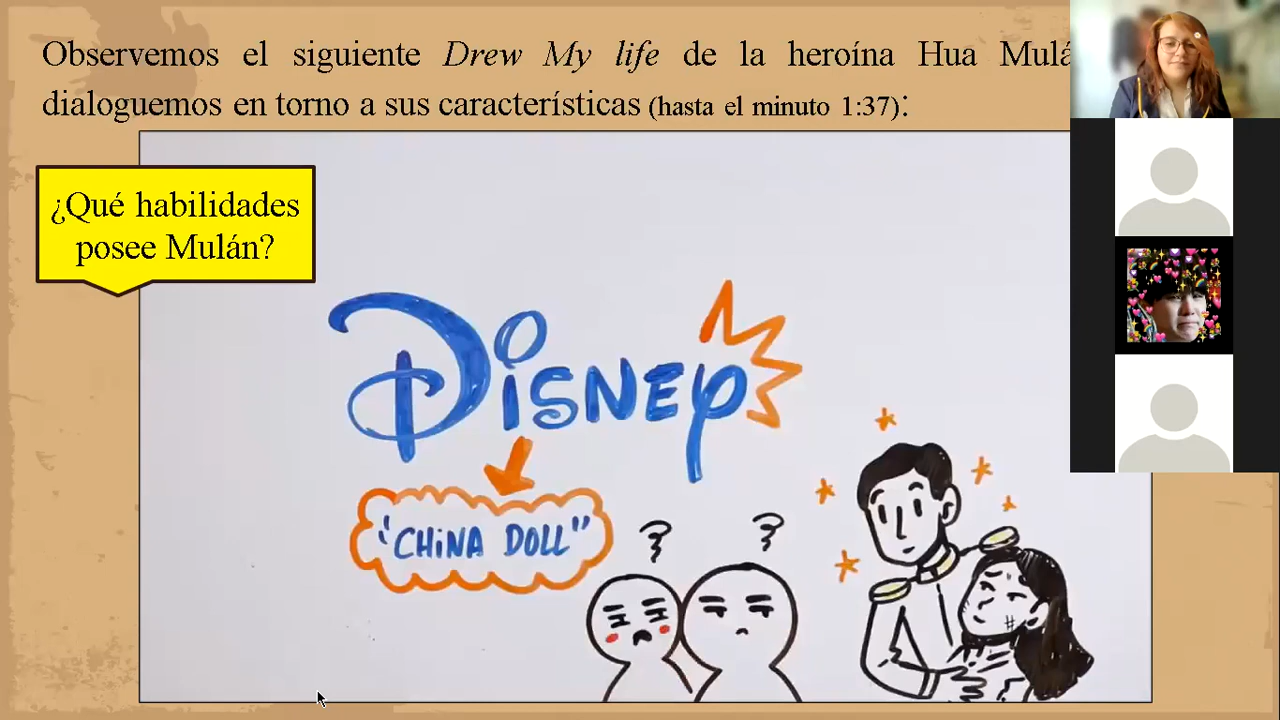 Observemos el siguiente Drew My life de la heroína Hua Mulá
dialoguemos en torno a sus características (hasta el minuto 1:37):
¿Qué habilidades
posee Mulán?
DiSNEY
"CHiNA DOLL"
? ?